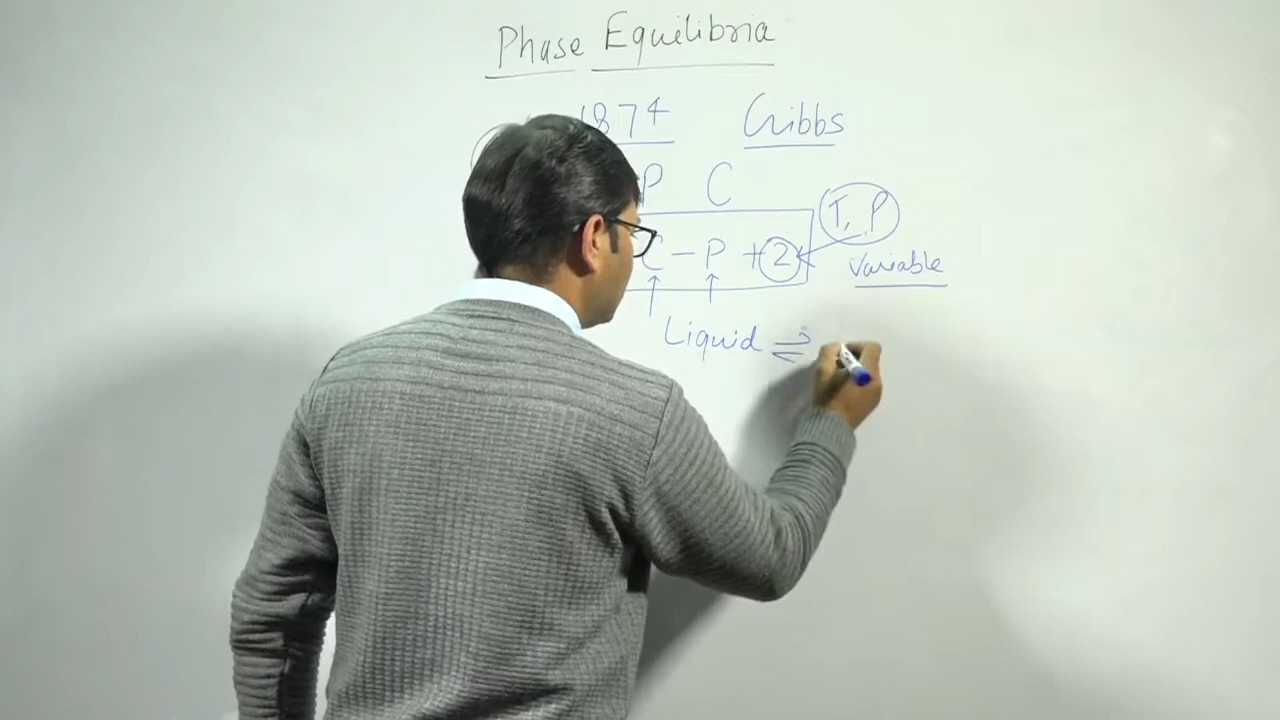 Phase Equilibria
1874 Gibbs
P C
T, P
C - P + 2
Variable
Liquid ⇌